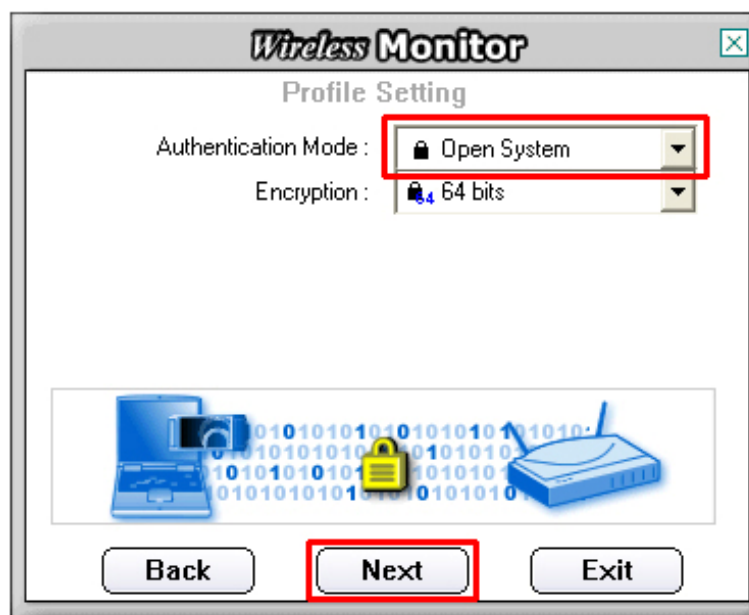 Wireless Monitor
Profile Setting
Authentication Mode : Open System
Encryption : 64 64 bits
Back Next Exit